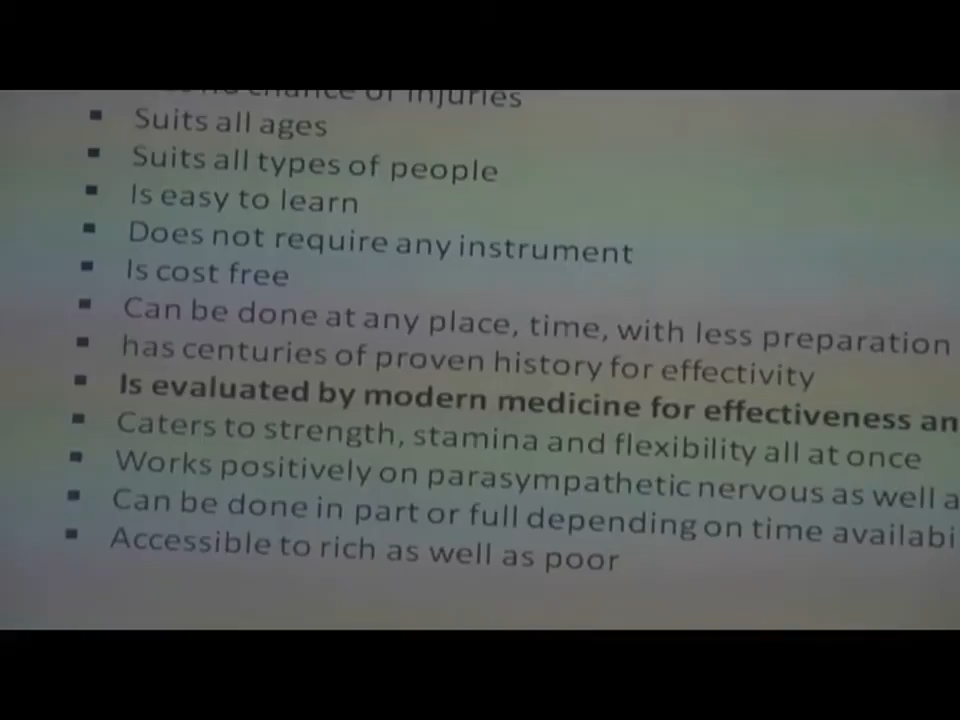 no chance of injuries
▪ Suits all ages
▪ Suits all types of people
▪ Is easy to learn
▪ Does not require any instrument
▪ Is cost free
▪ Can be done at any place, time, with less preparation
▪ has centuries of proven history for effectivity
▪ Is evaluated by modern medicine for effectiveness an
▪ Caters to strength, stamina and flexibility all at once
▪ Works positively on parasympathetic nervous as well a
▪ Can be done in part or full depending on time availabi
▪ Accessible to rich as well as poor